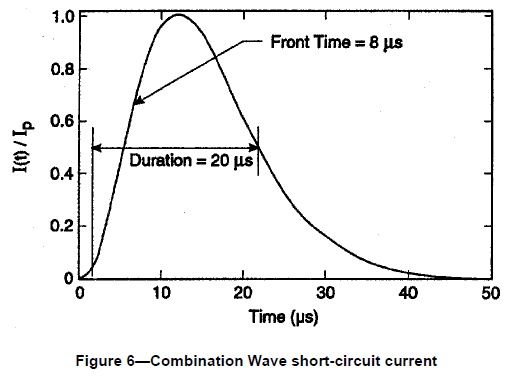 1.0
0.8
0.6
0.4
0.2
0
I(t) / Ip
Front Time = 8 μs
Duration = 20 μs
0 10 20 30 40 50
Time (μs)
Figure 6—Combination Wave short-circuit current